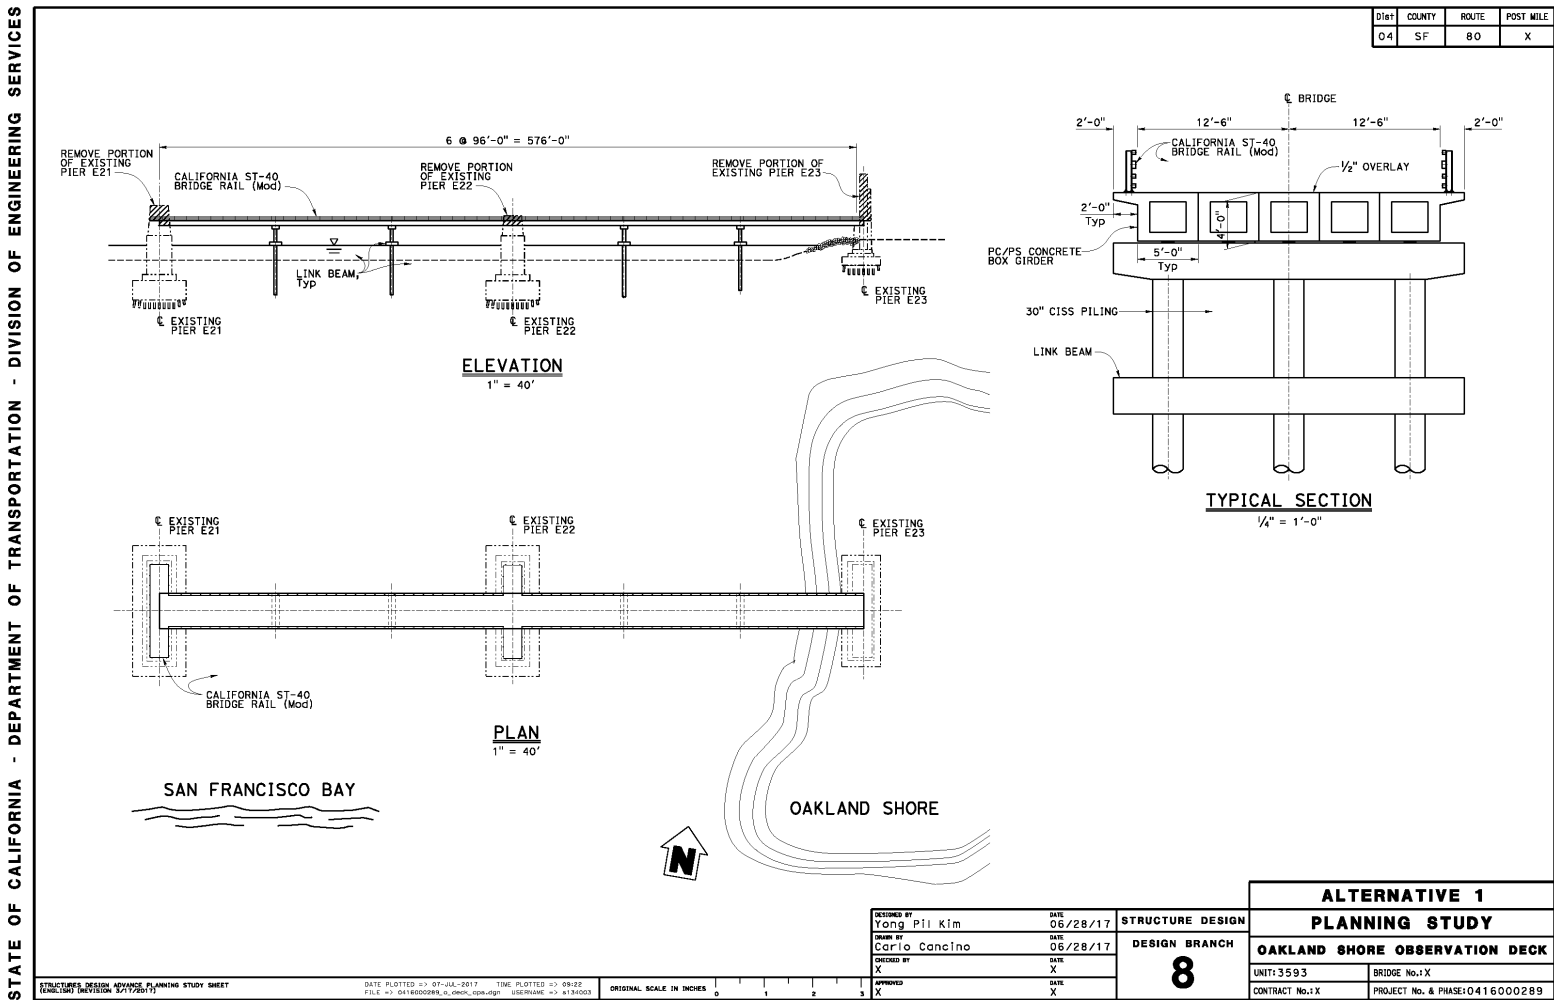 STATE OF CALIFORNIA - DEPARTMENT OF TRANSPORTATION - DIVISION OF ENGINEERING SERVICES
Dist COUNTY ROUTE POST MILE
04 SF 80 X
6 @ 96'-0" = 576'-0"
REMOVE PORTION
OF EXISTING
PIER E21
CALIFORNIA ST-40
BRIDGE RAIL (Mod)
REMOVE PORTION
OF EXISTING
PIER E22
REMOVE PORTION OF
EXISTING PIER E23
LINK BEAM,
Typ
℄ EXISTING
PIER E21
℄ EXISTING
PIER E22
℄ EXISTING
PIER E23
ELEVATION
1" = 40'
℄ BRIDGE
2'-0" 12'-6" 12'-6" 2'-0"
CALIFORNIA ST-40
BRIDGE RAIL (Mod)
½" OVERLAY
2'-0"
Typ
4'-0"
PC/PS CONCRETE
BOX GIRDER
5'-0"
Typ
30" CISS PILING
LINK BEAM
TYPICAL SECTION
¼" = 1'-0"
℄ EXISTING
PIER E21
℄ EXISTING
PIER E22
℄ EXISTING
PIER E23
CALIFORNIA ST-40
BRIDGE RAIL (Mod)
PLAN
1" = 40'
SAN FRANCISCO BAY
OAKLAND SHORE
N
DESIGNED BY DATE
Yong Pil Kim 06/28/17
DRAWN BY DATE
Carlo Cancino 06/28/17
CHECKED BY DATE
X X
APPROVED DATE
X X
STRUCTURE DESIGN
DESIGN BRANCH
8
ALTERNATIVE 1
PLANNING STUDY
OAKLAND SHORE OBSERVATION DECK
UNIT: 3593 BRIDGE No.: X
CONTRACT No.: X PROJECT No. & PHASE: 0416000289
STRUCTURES DESIGN ADVANCE PLANNING STUDY SHEET
(ENGLISH) (REVISION 3/17/2017)
DATE PLOTTED => 07-JUL-2017 TIME PLOTTED => 09:22
FILE => 0416000289_o_deck_aps.dgn USERNAME => s134003
ORIGINAL SCALE IN INCHES
0 1 2 3